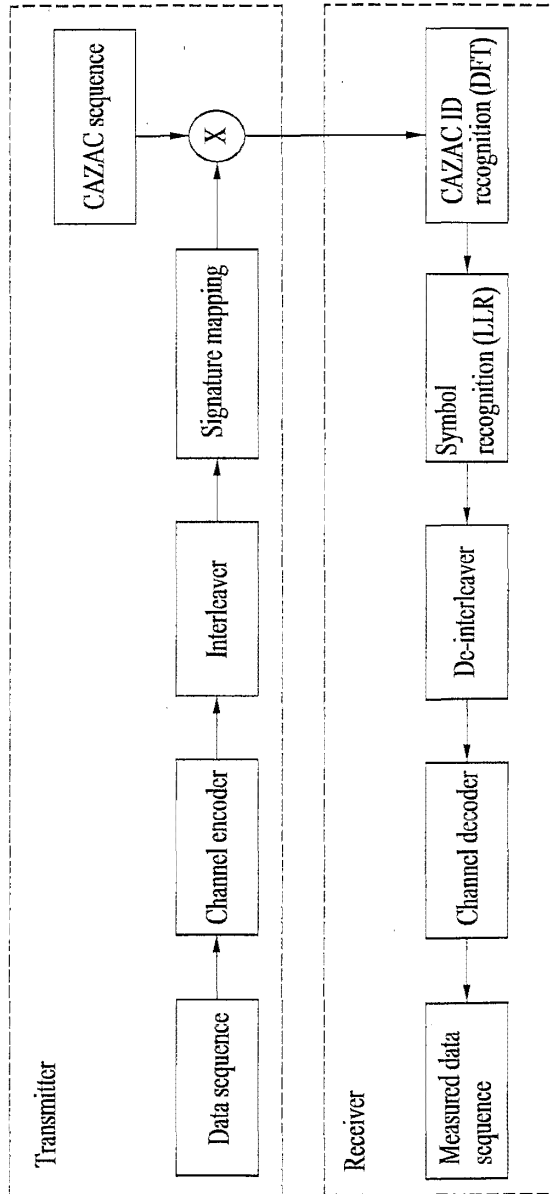 Transmitter
CAZAC sequence
X
Data sequence
Channel encoder
Interleaver
Signature mapping
Receiver
Measured data
sequence
Channel decoder
De-interleaver
Symbol
recognition (LLR)
CAZAC ID
recognition (DFT)